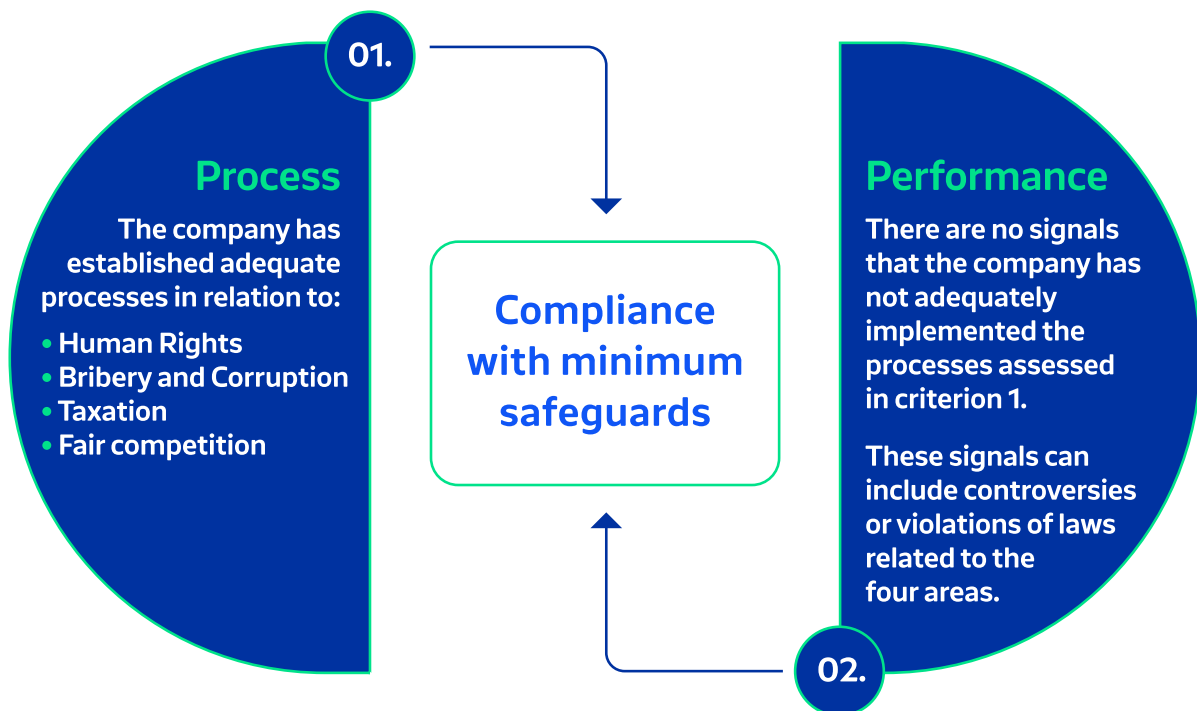 01.
Process
The company has
established adequate
processes in relation to:
• Human Rights
• Bribery and Corruption
• Taxation
• Fair competition
Compliance
with minimum
safeguards
Performance
There are no signals
that the company has
not adequately
implemented the
processes assessed
in criterion 1.
These signals can
include controversies
or violations of laws
related to the
four areas.
02.